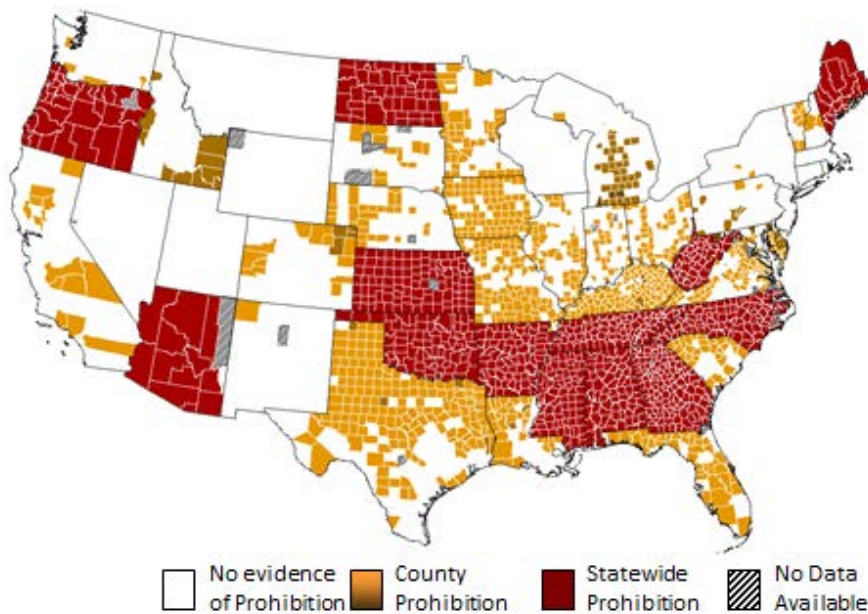 No evidence of Prohibition
County Prohibition
Statewide Prohibition
No Data Available